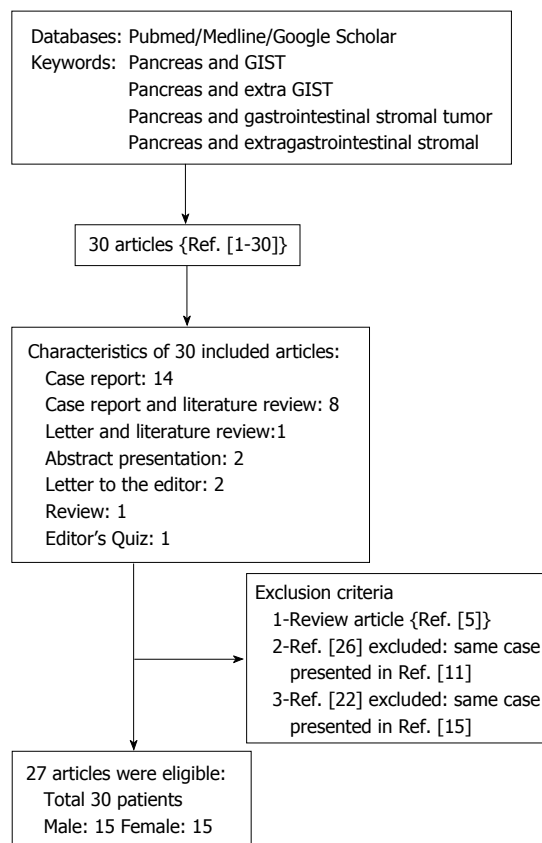 Databases: Pubmed/Medline/Google Scholar
Keywords: Pancreas and GIST
Pancreas and extra GIST
Pancreas and gastrointestinal stromal tumor
Pancreas and extragastrointestinal stromal
30 articles {Ref. [1-30]}
Characteristics of 30 included articles:
Case report: 14
Case report and literature review: 8
Letter and literature review:1
Abstract presentation: 2
Letter to the editor: 2
Review: 1
Editor's Quiz: 1
Exclusion criteria
1-Review article {Ref. [5]}
2-Ref. [26] excluded: same case
presented in Ref. [11]
3-Ref. [22] excluded: same case
presented in Ref. [15]
27 articles were eligible:
Total 30 patients
Male: 15 Female: 15